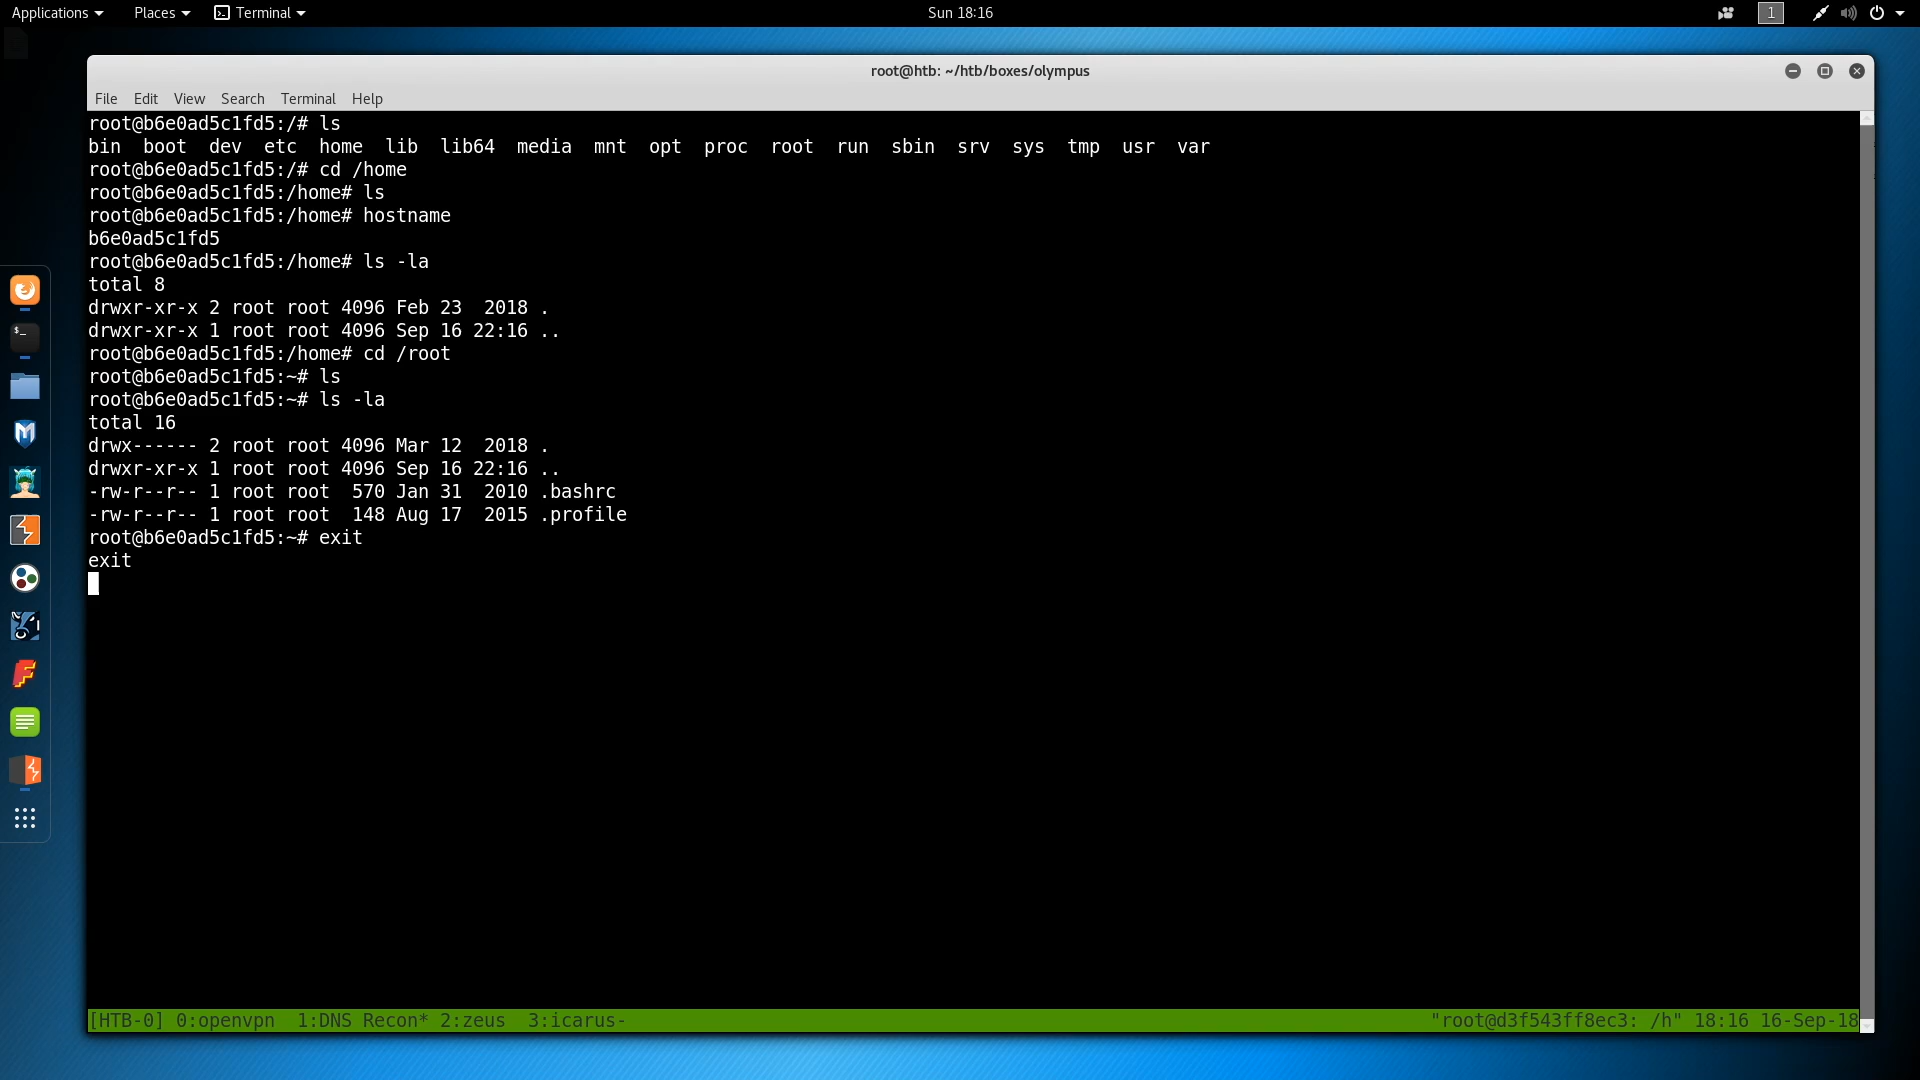 Applications Places Terminal Sun 18:16 1
root@htb: ~/htb/boxes/olympus
File Edit View Search Terminal Help
root@b6e0ad5c1fd5:/# ls
bin  boot  dev  etc  home  lib  lib64  media  mnt  opt  proc  root  run  sbin  srv  sys  tmp  usr  var
root@b6e0ad5c1fd5:/# cd /home
root@b6e0ad5c1fd5:/home# ls
root@b6e0ad5c1fd5:/home# hostname
b6e0ad5c1fd5
root@b6e0ad5c1fd5:/home# ls -la
total 8
drwxr-xr-x 2 root root 4096 Feb 23  2018 .
drwxr-xr-x 1 root root 4096 Sep 16 22:16 ..
root@b6e0ad5c1fd5:/home# cd /root
root@b6e0ad5c1fd5:~# ls
root@b6e0ad5c1fd5:~# ls -la
total 16
drwx------ 2 root root 4096 Mar 12  2018 .
drwxr-xr-x 1 root root 4096 Sep 16 22:16 ..
-rw-r--r-- 1 root root  570 Jan 31  2010 .bashrc
-rw-r--r-- 1 root root  148 Aug 17  2015 .profile
root@b6e0ad5c1fd5:~# exit
exit
[HTB-0] 0:openvpn  1:DNS Recon* 2:zeus  3:icarus- "root@d3f543ff8ec3: /h" 18:16 16-Sep-18